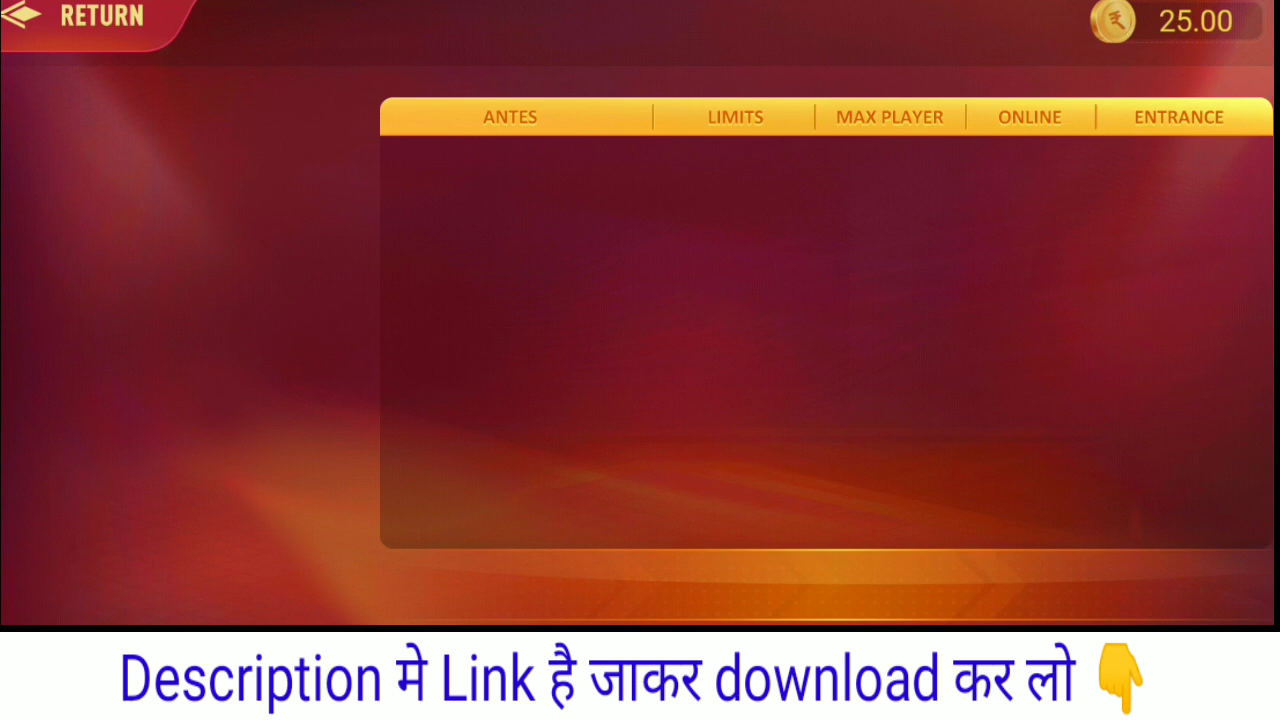 RETURN
25.00
ANTES LIMITS MAX PLAYER ONLINE ENTRANCE
Description मे Link है जाकर download कर लो 👇